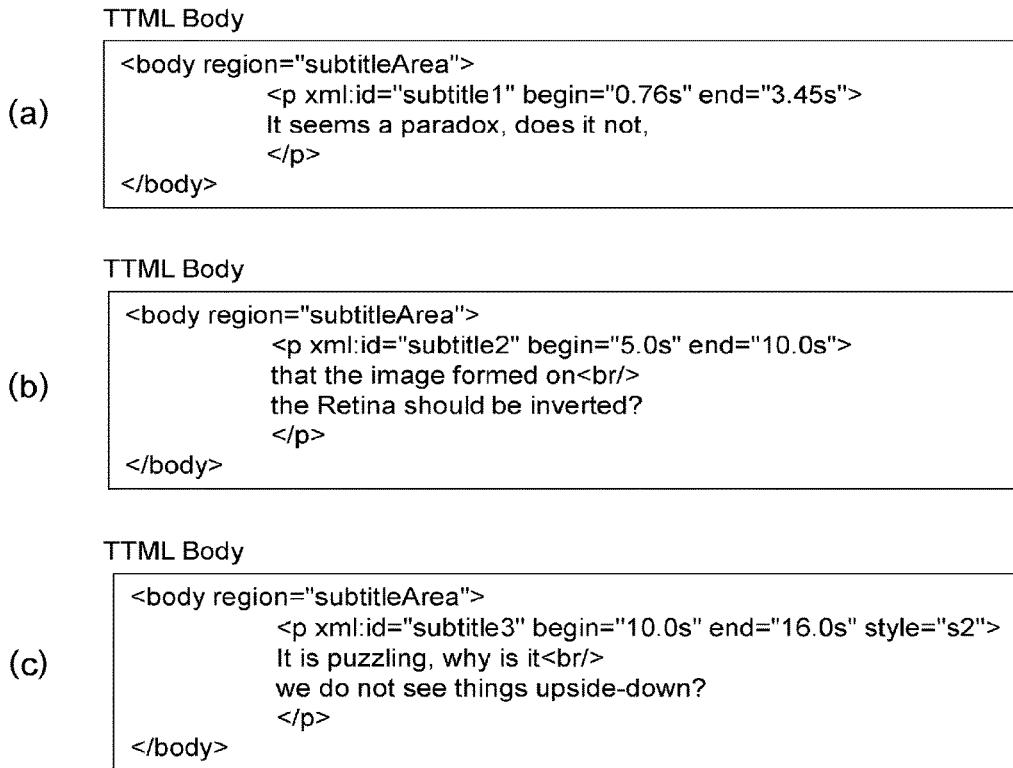 TTML Body
(a)
<body region="subtitleArea">
<p xml:id="subtitle1" begin="0.76s" end="3.45s">
It seems a paradox, does it not,
</p>
</body>
TTML Body
(b)
<body region="subtitleArea">
<p xml:id="subtitle2" begin="5.0s" end="10.0s">
that the image formed on<br/>
the Retina should be inverted?
</p>
</body>
TTML Body
(c)
<body region="subtitleArea">
<p xml:id="subtitle3" begin="10.0s" end="16.0s" style="s2">
It is puzzling, why is it<br/>
we do not see things upside-down?
</p>
</body>